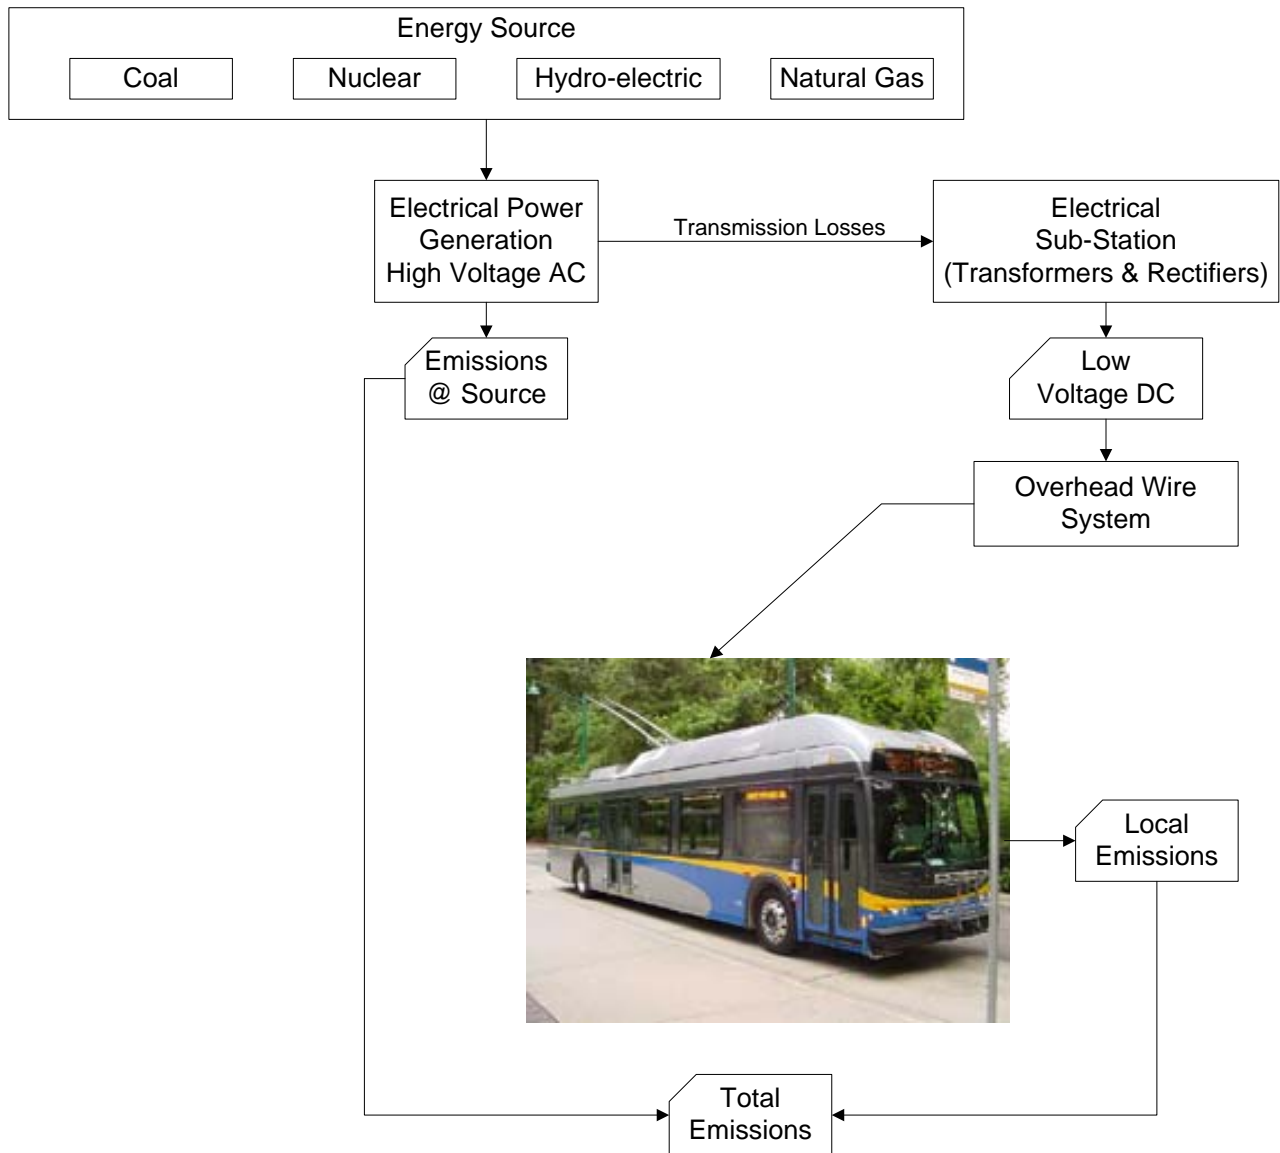 Energy Source
Coal
Nuclear
Hydro-electric
Natural Gas
Electrical Power
Generation
High Voltage AC
Transmission Losses
Electrical
Sub-Station
(Transformers & Rectifiers)
Emissions
@ Source
Low
Voltage DC
Overhead Wire
System
Local
Emissions
Total
Emissions